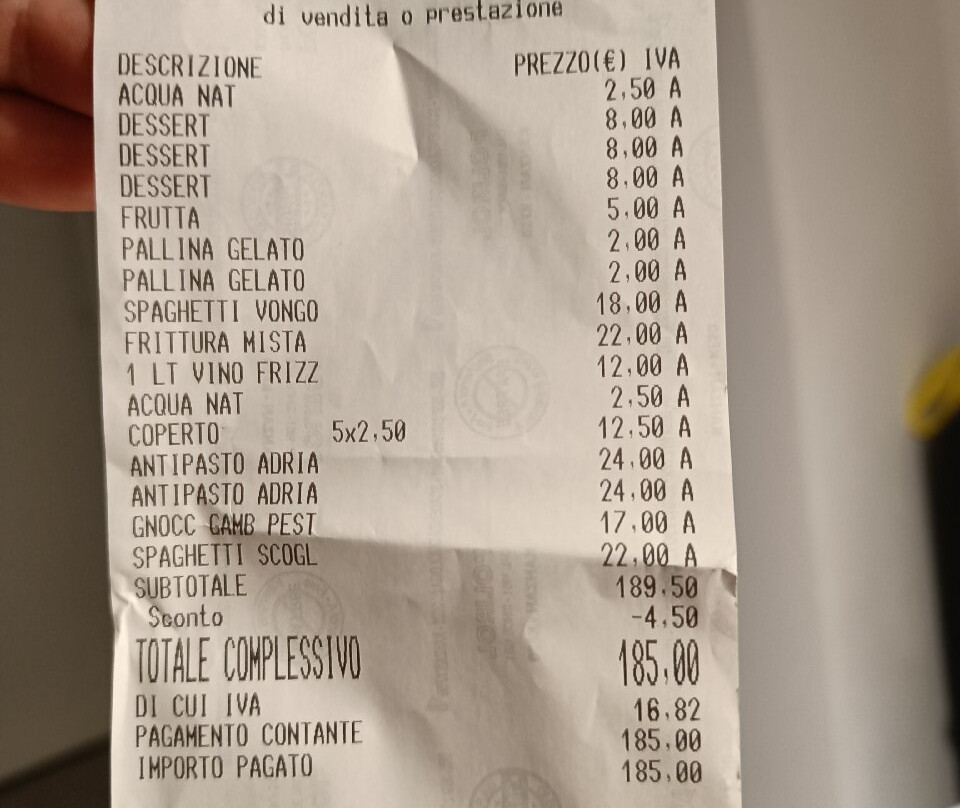 di vendita o prestazione
DESCRIZIONE PREZZO(€) IVA
ACQUA NAT 2,50 A
DESSERT 8,00 A
DESSERT 8,00 A
DESSERT 8,00 A
FRUTTA 5,00 A
PALLINA GELATO 2,00 A
PALLINA GELATO 2,00 A
SPAGHETTI VONGO 18,00 A
FRITTURA MISTA 22,00 A
1 LT VINO FRIZZ 12,00 A
ACQUA NAT 2,50 A
COPERTO 5x2,50 12,50 A
ANTIPASTO ADRIA 24,00 A
ANTIPASTO ADRIA 24,00 A
GNOCC GAMB PEST 17,00 A
SPAGHETTI SCOGL 22,00 A
SUBTOTALE 189,50
Sconto -4,50
TOTALE COMPLESSIVO 185,00
DI CUI IVA 16,82
PAGAMENTO CONTANTE 185,00
IMPORTO PAGATO 185,00